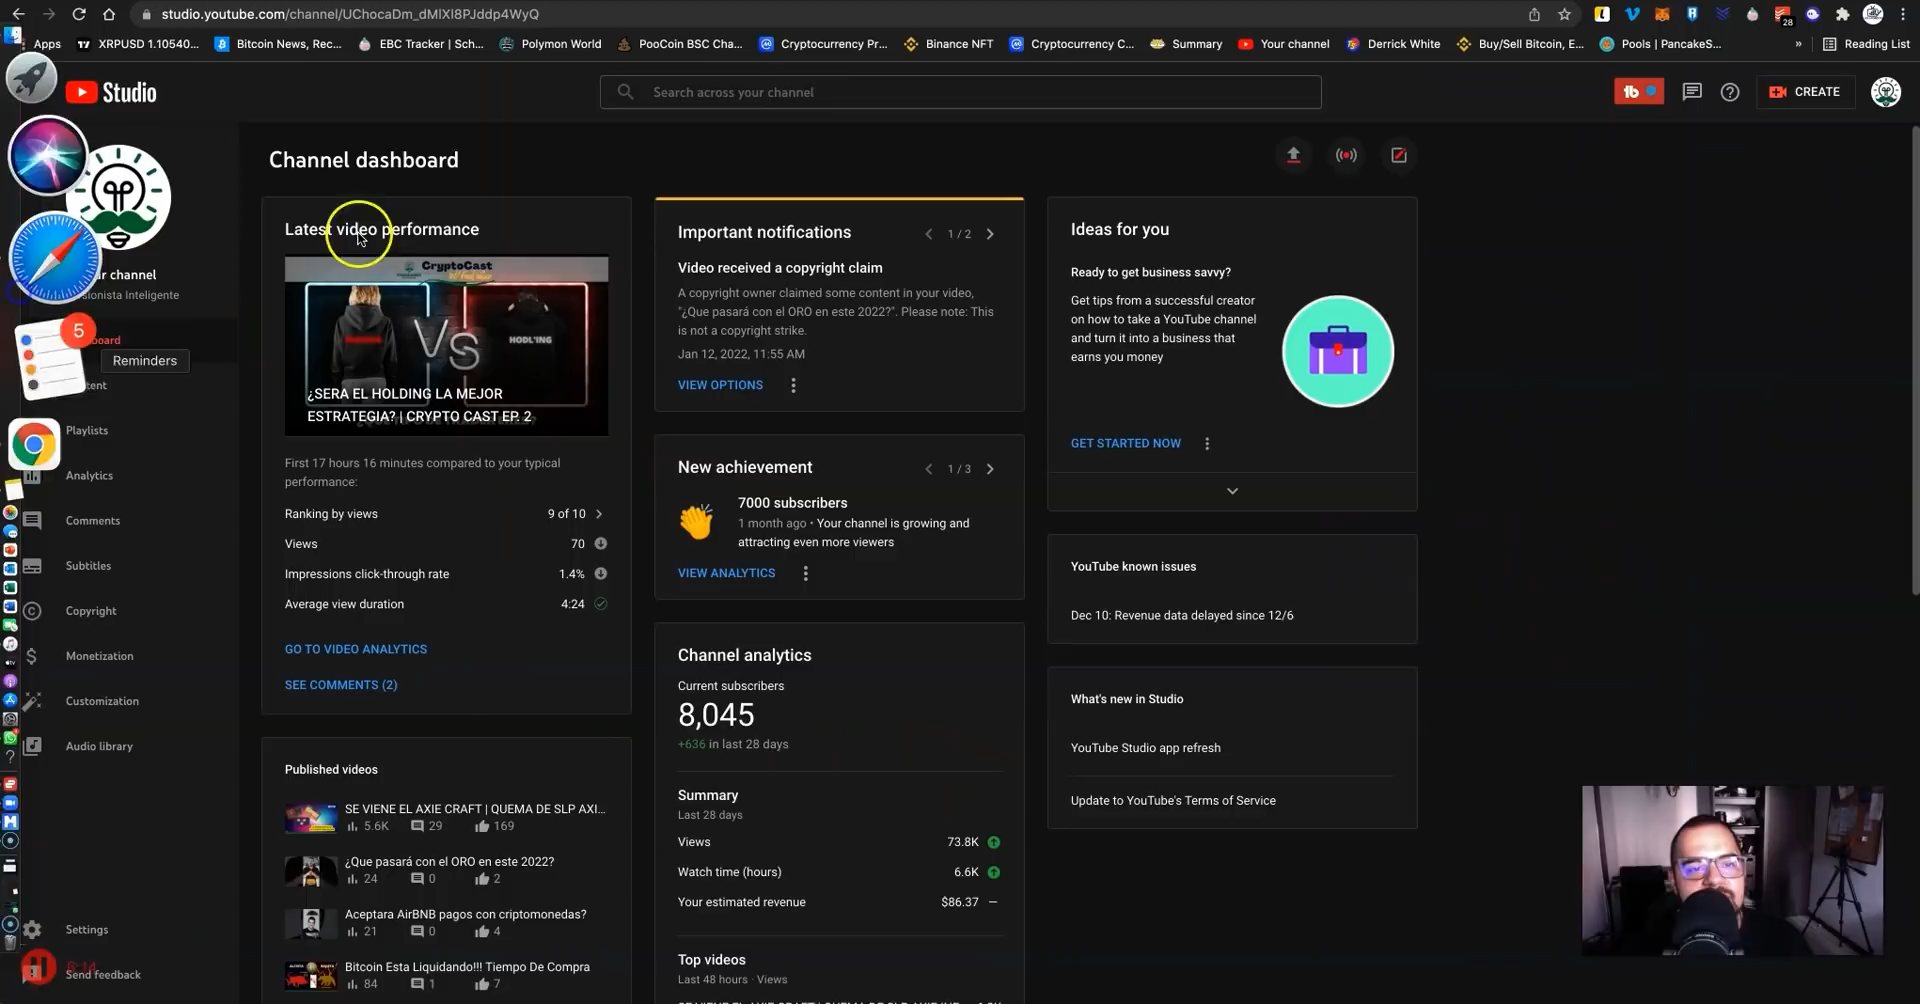 studio.youtube.com/channel/UChocaDm_dMlXl8PJddp4WyQ
28
Apps
XRPUSD 1.10540...
Bitcoin News, Rec...
EBC Tracker | Sch...
Polymon World
PooCoin BSC Cha...
Cryptocurrency Pr...
Binance NFT
Cryptocurrency C...
Summary
Your channel
Derrick White
Buy/Sell Bitcoin, E...
Pools | PancakeS...
»
Reading List
Studio
Search across your channel
CREATE
Channel dashboard
Latest video performance
CryptoCast
VS
HODL'ING
¿SERA EL HOLDING LA MEJOR
ESTRATEGIA? | CRYPTO CAST EP. 2
First 17 hours 16 minutes compared to your typical
performance:
Ranking by views 9 of 10
Views 70
Impressions click-through rate 1.4%
Average view duration 4:24
GO TO VIDEO ANALYTICS
SEE COMMENTS (2)
Published videos
SE VIENE EL AXIE CRAFT | QUEMA DE SLP AXI...
5.6K 29 169
¿Que pasará con el ORO en este 2022?
24 0 2
Aceptara AirBNB pagos con criptomonedas?
21 0 4
Bitcoin Esta Liquidando!!! Tiempo De Compra
84 1 7
Important notifications
1 / 2
Video received a copyright claim
A copyright owner claimed some content in your video,
"¿Que pasará con el ORO en este 2022?". Please note: This
is not a copyright strike.
Jan 12, 2022, 11:55 AM
VIEW OPTIONS
New achievement
1 / 3
7000 subscribers
1 month ago • Your channel is growing and
attracting even more viewers
VIEW ANALYTICS
Channel analytics
Current subscribers
8,045
+636 in last 28 days
Summary
Last 28 days
Views 73.8K
Watch time (hours) 6.6K
Your estimated revenue $86.37 —
Top videos
Last 48 hours · Views
Ideas for you
Ready to get business savvy?
Get tips from a successful creator
on how to take a YouTube channel
and turn it into a business that
earns you money
GET STARTED NOW
YouTube known issues
Dec 10: Revenue data delayed since 12/6
What's new in Studio
YouTube Studio app refresh
Update to YouTube's Terms of Service
channel
sionista Inteligente
board
5
Reminders
tent
Playlists
Analytics
Comments
Subtitles
Copyright
Monetization
Customization
Audio library
Settings
Send feedback